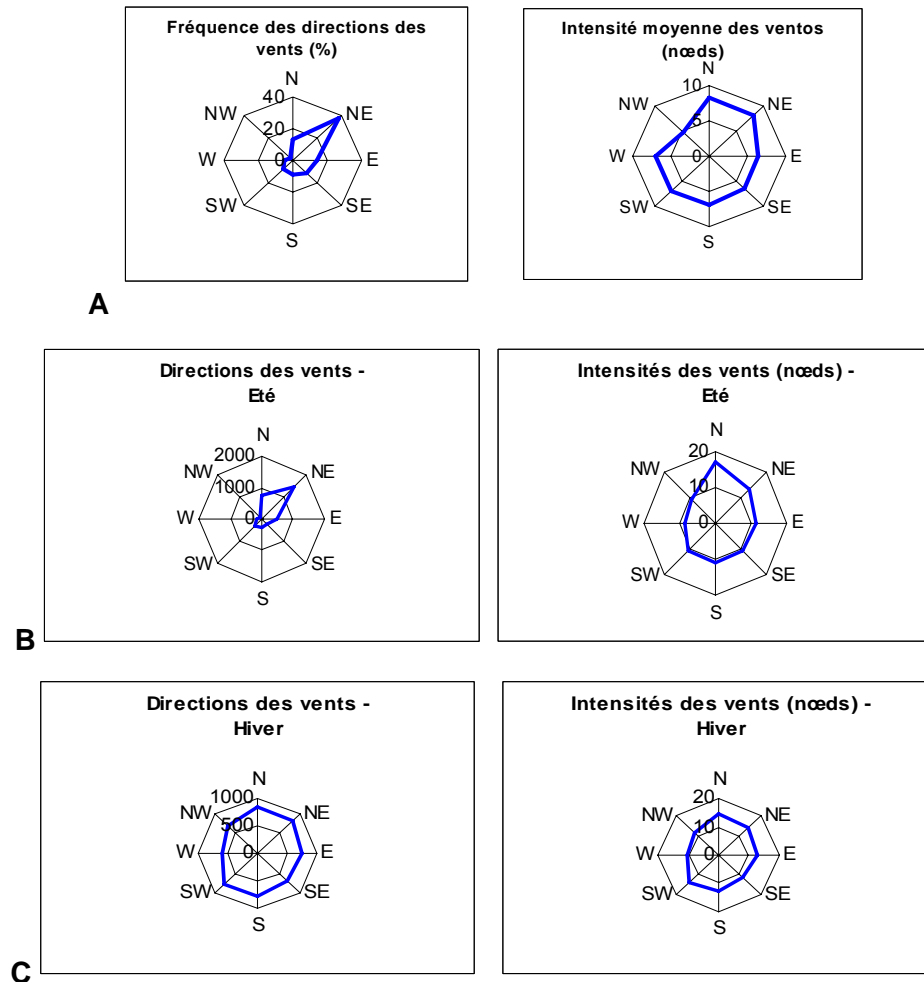 Fréquence des directions des
vents (%)
N
40
NW
NE
20
W
0
E
SW
SE
S
Intensité moyenne des ventos
(nœds)
N
10
NW
NE
5
W
0
E
SW
SE
S
A
Directions des vents -
Eté
N
2000
NW
NE
1000
W
0
E
SW
SE
S
Intensités des vents (nœds) -
Eté
N
20
NW
NE
10
W
0
E
SW
SE
S
B
Directions des vents -
Hiver
N
1000
NW
NE
500
W
0
E
SW
SE
S
Intensités des vents (nœds) -
Hiver
N
20
NW
NE
10
W
0
E
SW
SE
S
C